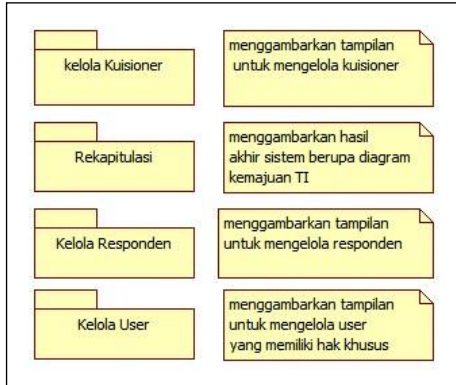 kelola Kuisioner
menggambarkan tampilan
untuk mengelola kuisioner
Rekapitulasi
menggambarkan hasil
akhir sistem berupa diagram
kemajuan TI
Kelola Responden
menggambarkan tampilan
untuk mengelola responden
Kelola User
menggambarkan tampilan
untuk mengelola user
yang memiliki hak khusus